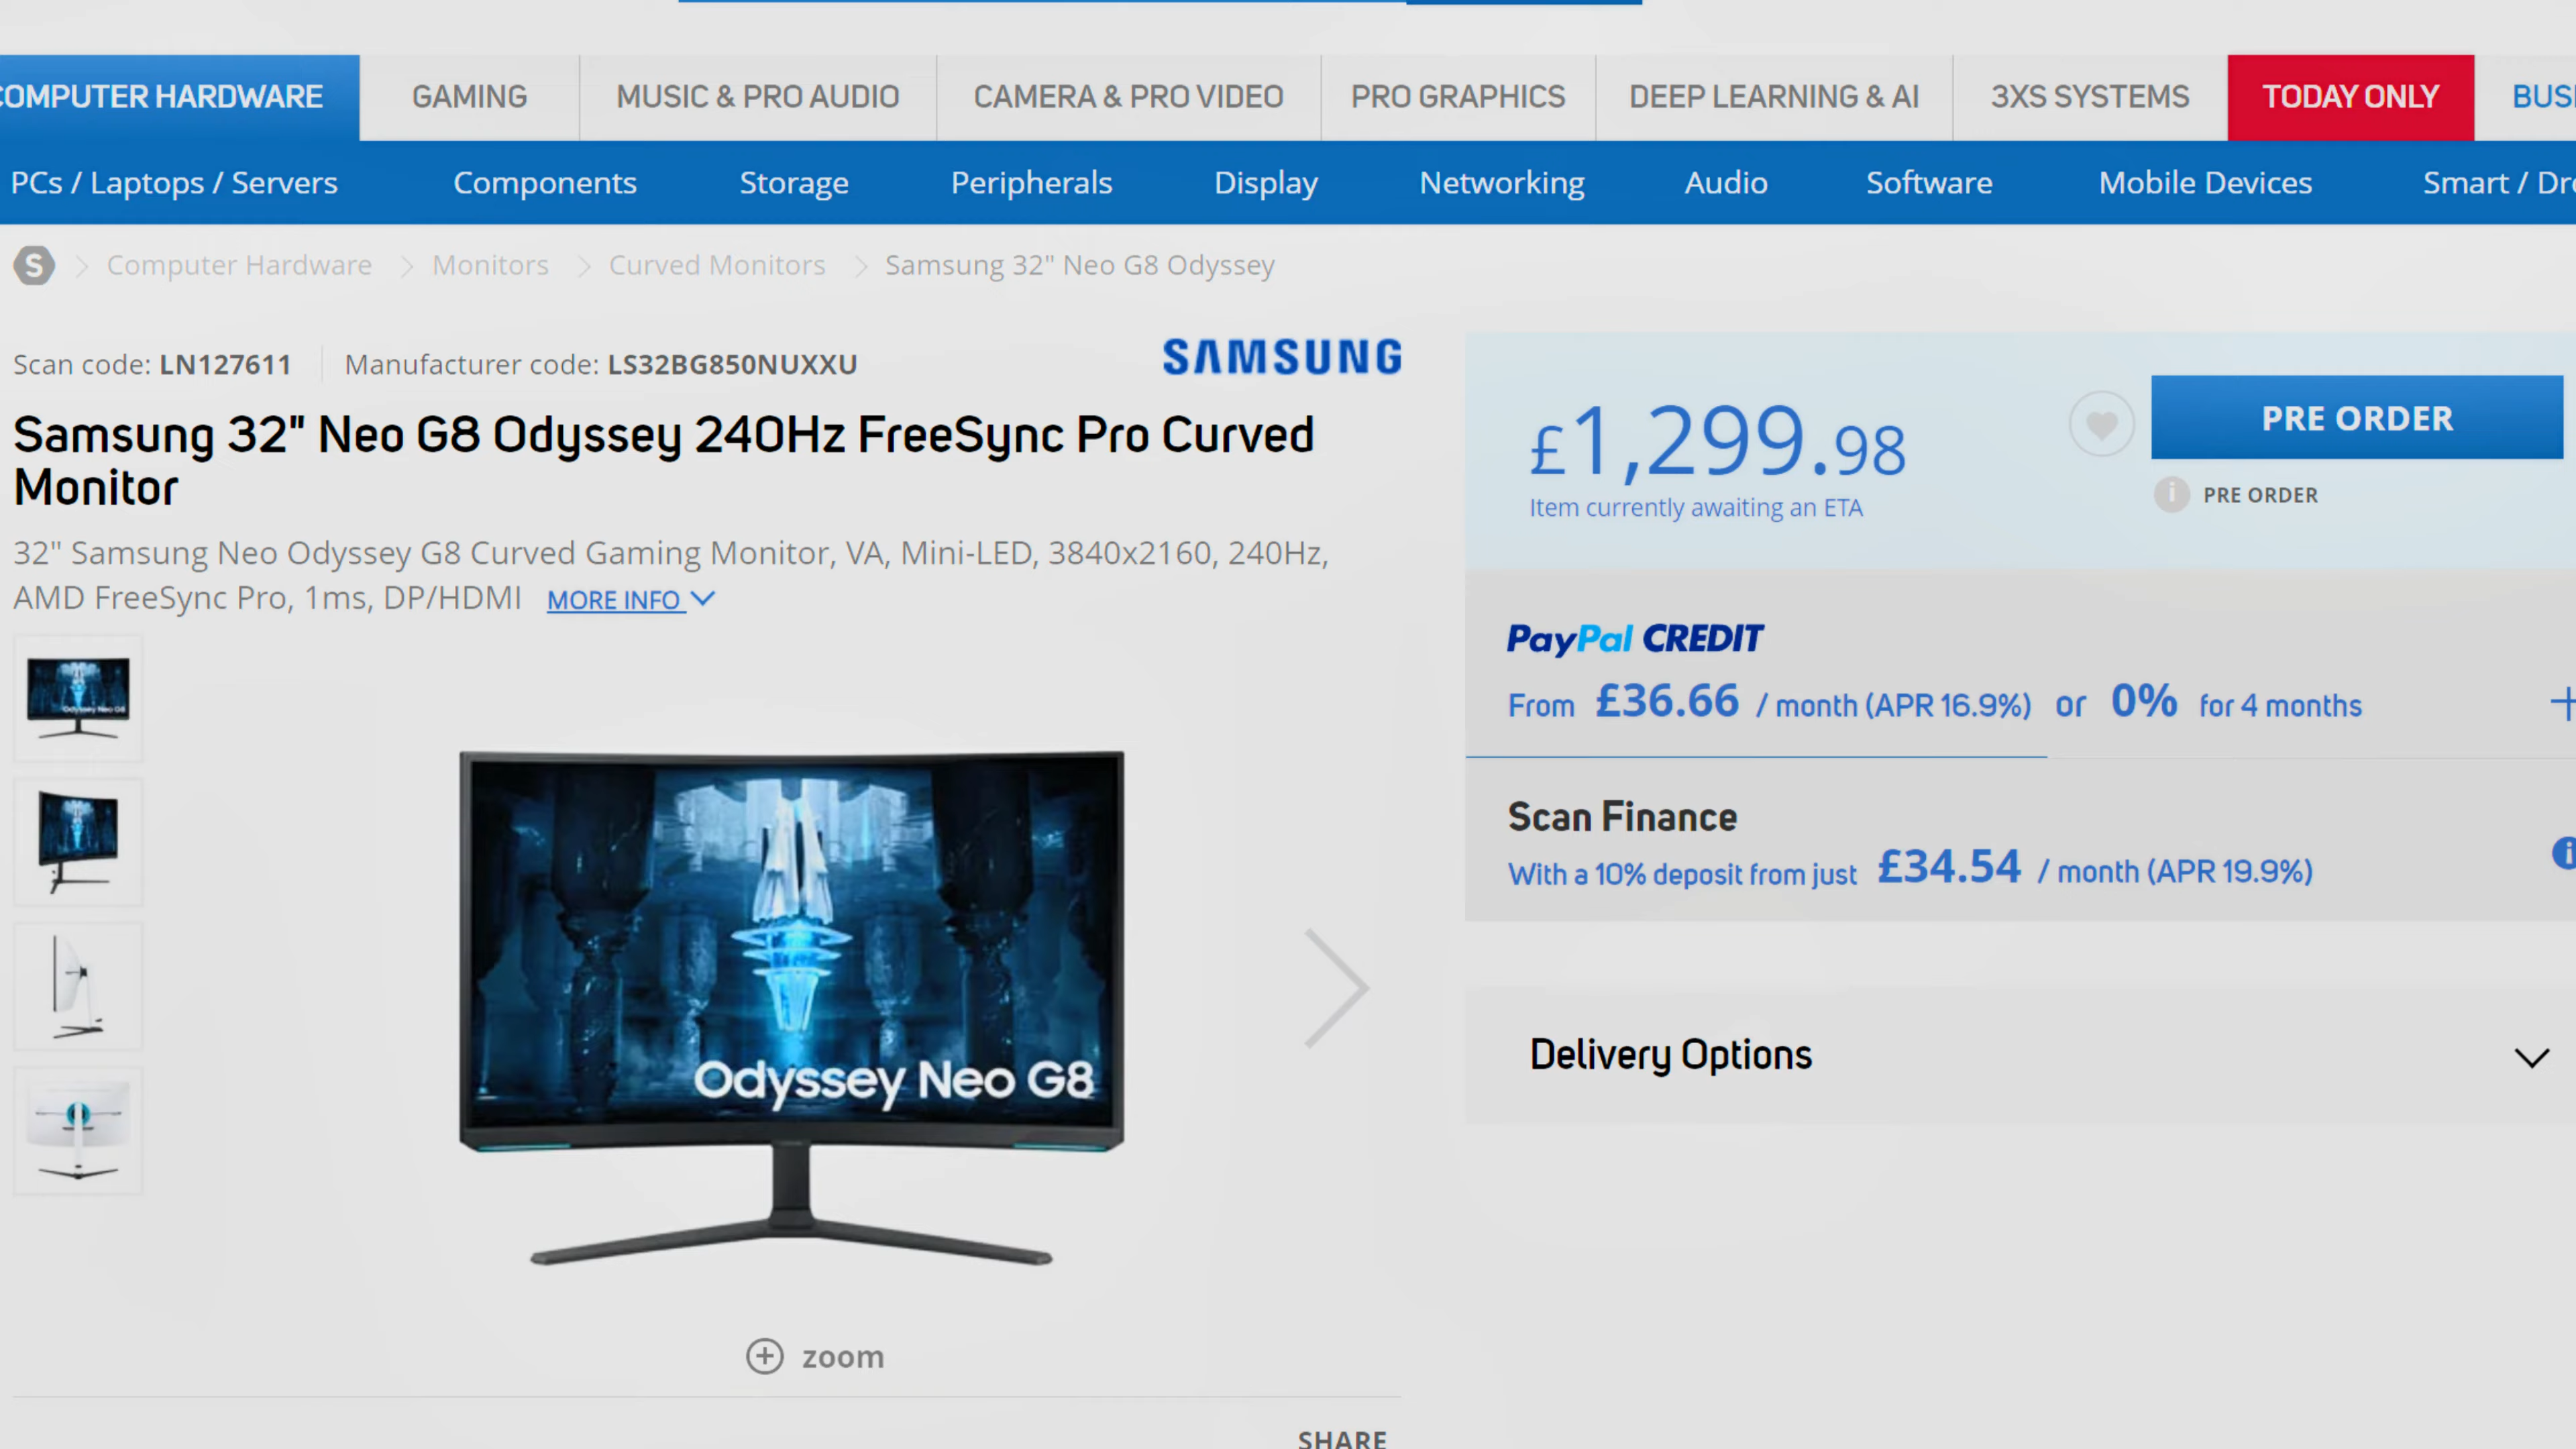 COMPUTER HARDWARE GAMING MUSIC & PRO AUDIO CAMERA & PRO VIDEO PRO GRAPHICS DEEP LEARNING & AI 3XS SYSTEMS TODAY ONLY
PCs / Laptops / Servers Components Storage Peripherals Display Networking Audio Software Mobile Devices Smart /
S Computer Hardware Monitors Curved Monitors Samsung 32" Neo G8 Odyssey
Scan code: LN127611 Manufacturer code: LS32BG850NUXXU
SAMSUNG
Samsung 32" Neo G8 Odyssey 240Hz FreeSync Pro Curved
Monitor
32" Samsung Neo Odyssey G8 Curved Gaming Monitor, VA, Mini-LED, 3840x2160, 240Hz,
AMD FreeSync Pro, 1ms, DP/HDMI MORE INFO
Odyssey Neo G8
Odyssey Neo G8
zoom
SHARE
£1,299.98
Item currently awaiting an ETA
PRE ORDER
i PRE ORDER
PayPal CREDIT
From £36.66 / month (APR 16.9%) or 0% for 4 months
Scan Finance
With a 10% deposit from just £34.54 / month (APR 19.9%)
Delivery Options